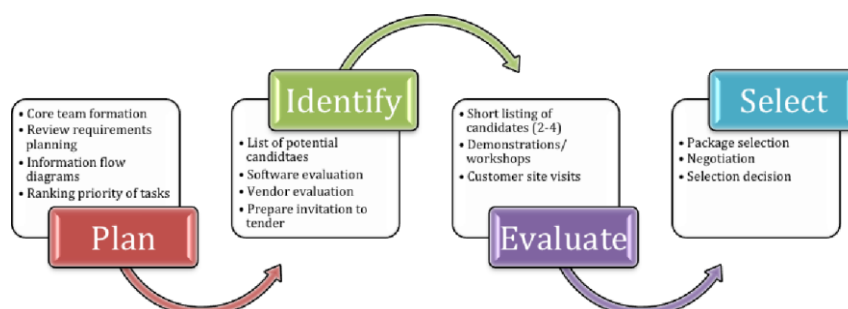 • Core team formation
• Review requirements
planning
• Information flow
diagrams
• Ranking priority of tasks
Plan
Identify
• List of potential
candidtaes
• Software evaluation
• Vendor evaluation
• Prepare invitation to
tender
• Short listing of
candidates (2-4)
• Demonstrations/
workshops
• Customer site visits
Evaluate
Select
• Package selection
• Negotiation
• Selection decision